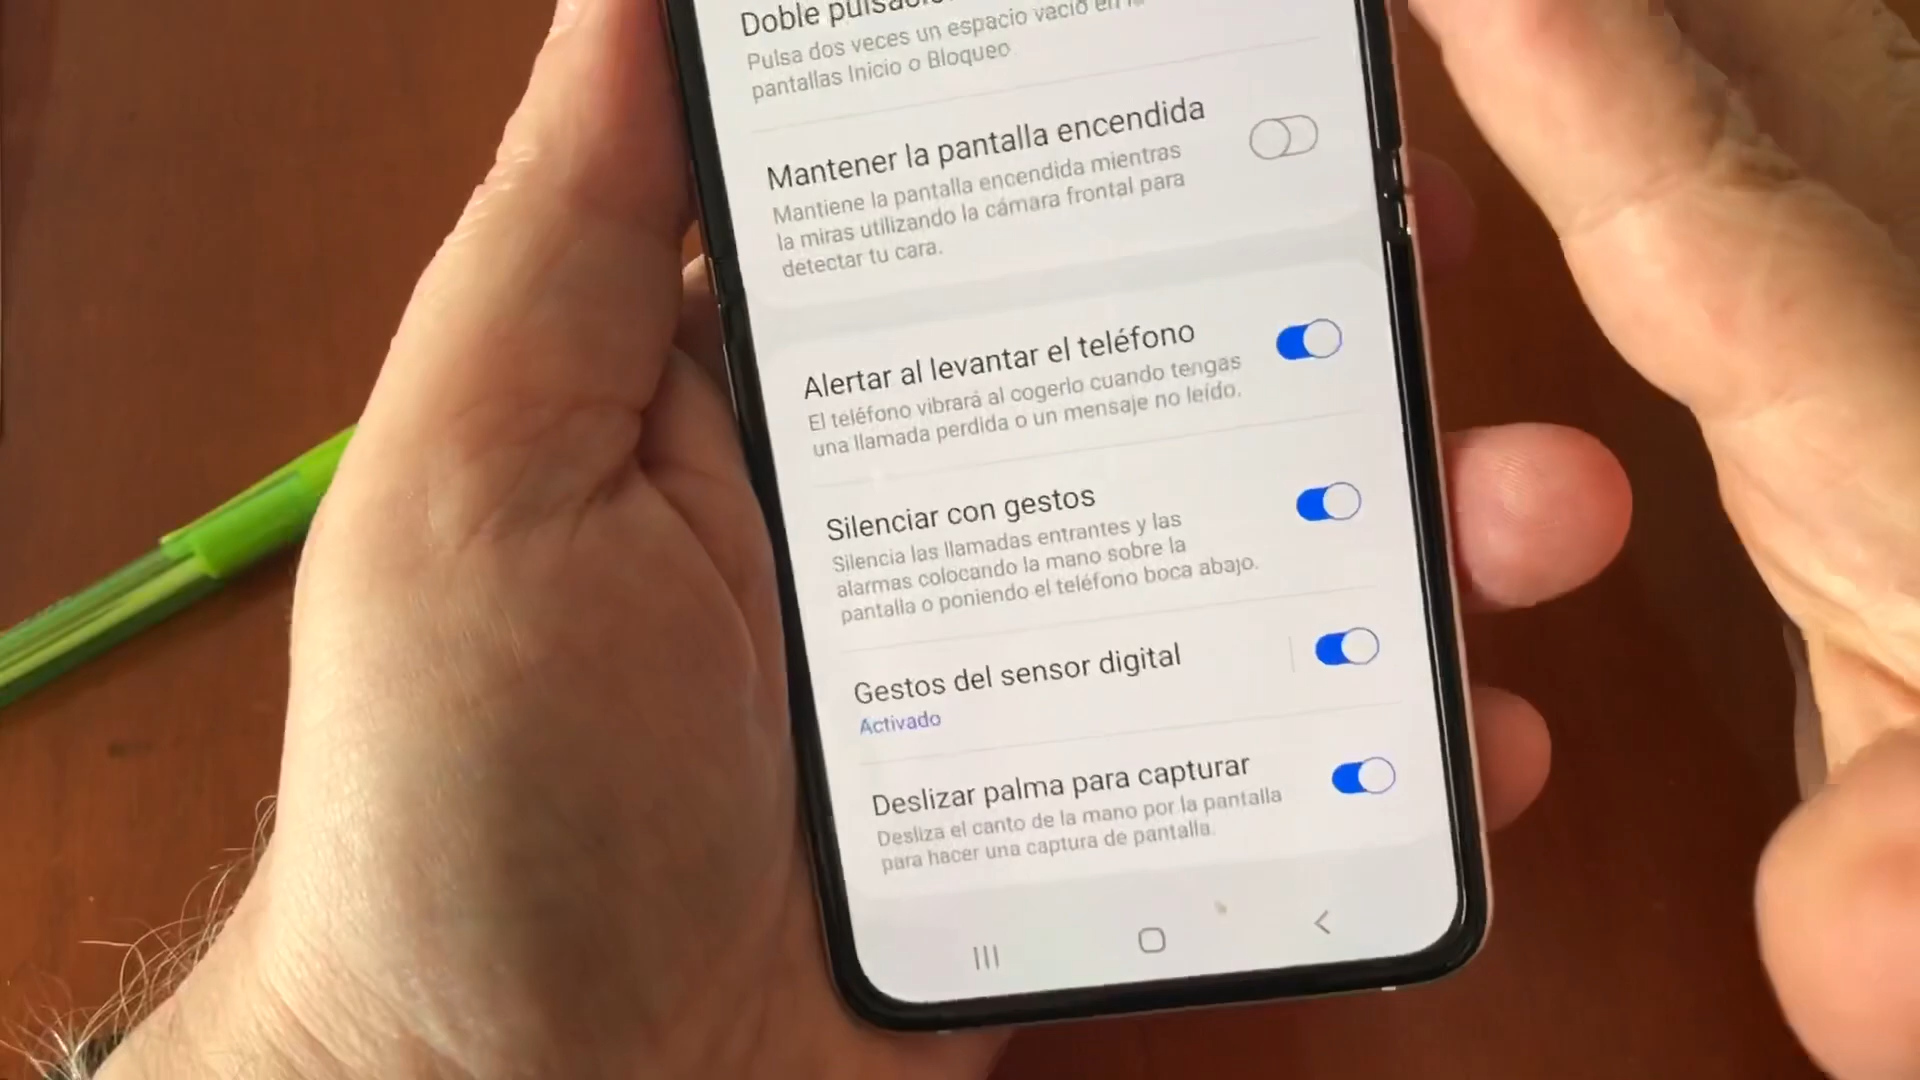 Doble
Pulsa dos veces un espacio vacío en
pantallas Inicio o Bloqueo
Mantener la pantalla encendida
Mantiene la pantalla encendida mientras
la miras utilizando la cámara frontal para
detectar tu cara.
Alertar al levantar el teléfono
El teléfono vibrará al cogerlo cuando tengas
una llamada perdida o un mensaje no leído.
Silenciar con gestos
Silencia las llamadas entrantes y las
alarmas colocando la mano sobre la
pantalla o poniendo el teléfono boca abajo.
Gestos del sensor digital
Activado
Deslizar palma para capturar
Desliza el canto de la mano por la pantalla
para hacer una captura de pantalla.